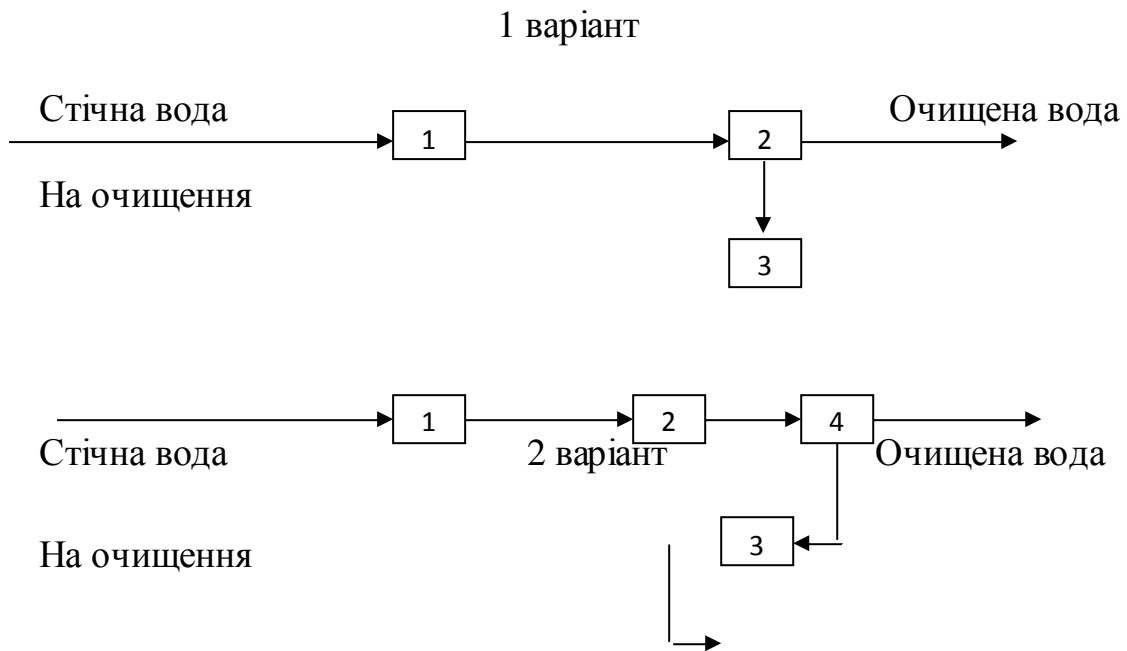 1 варіант
Стічна вода
Очищена вода
1
2
На очищення
3
1
2
4
Стічна вода
2 варіант
Очищена вода
3
На очищення